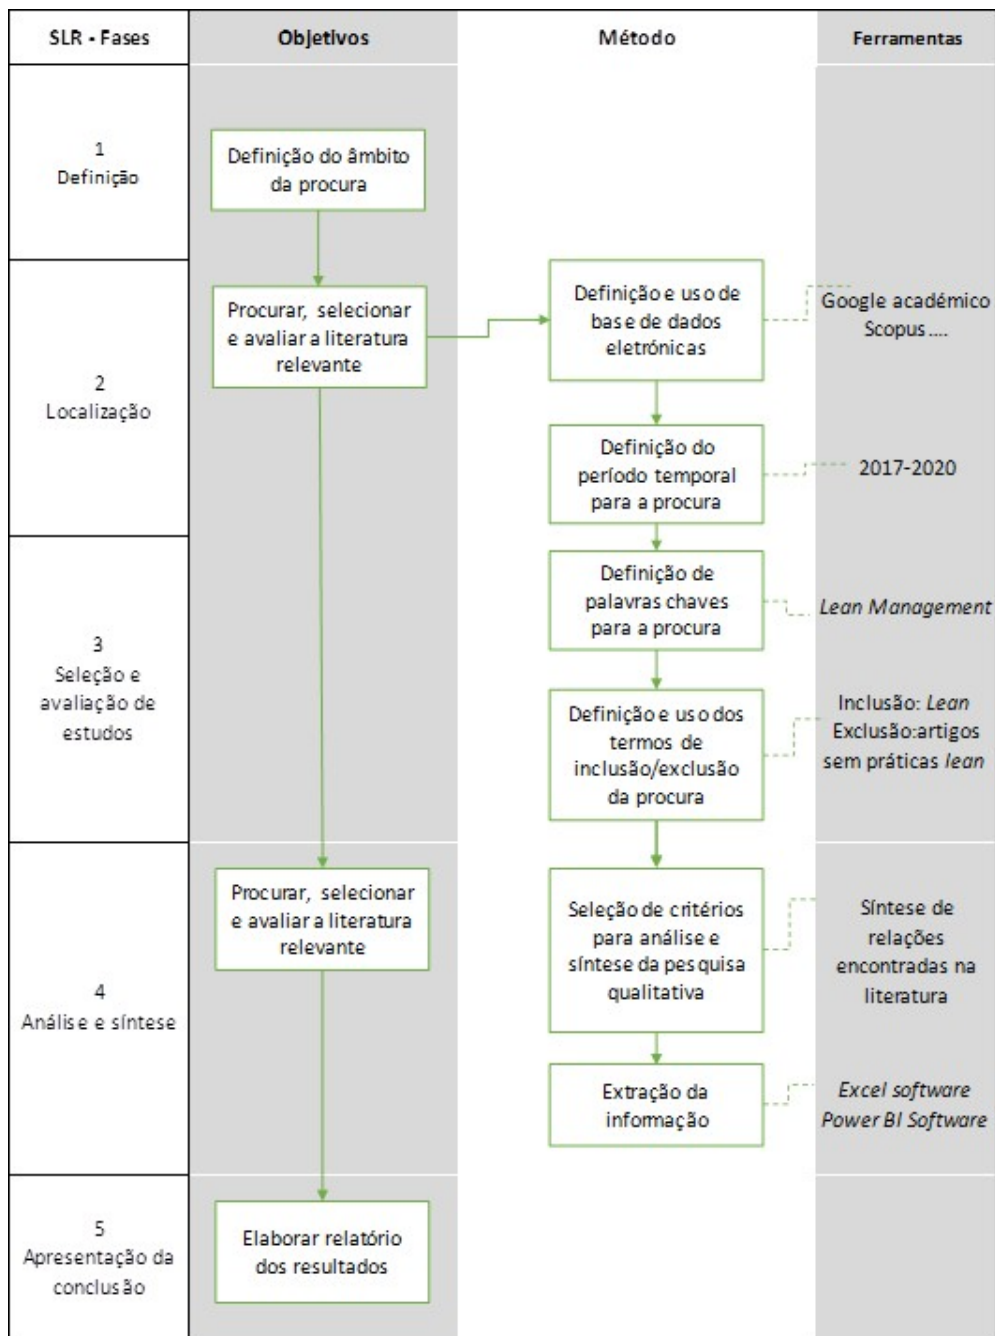 SLR - Fases
Objetivos
Método
Ferramentas
1
Definição
Definição do âmbito
da procura
2
Localização
Procurar, selecionar
e avaliar a literatura
relevante
Definição e uso de
base de dados
eletrónicas
Google académico
Scopus....
Definição do
período temporal
para a procura
2017-2020
3
Seleção e
avaliação de
estudos
Definição de
palavras chaves
para a procura
Lean Management
Definição e uso dos
termos de
inclusão/exclusão
da procura
Inclusão: Lean
Exclusão:artigos
sem práticas lean
4
Análise e síntese
Procurar, selecionar
e avaliar a literatura
relevante
Seleção de critérios
para análise e
síntese da pesquisa
qualitativa
Síntese de
relações
encontradas na
literatura
Extração da
informação
Excel software
Power BI Software
5
Apresentação da
conclusão
Elaborar relatório
dos resultados